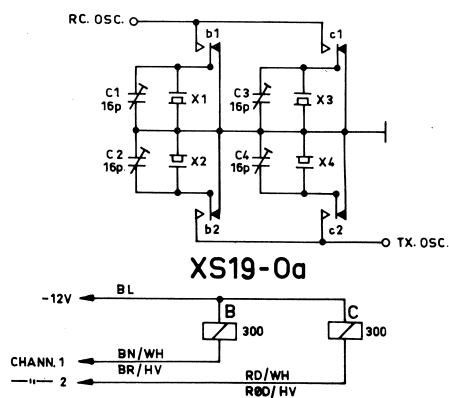 RC. OSC.
b1 c1
C1 16p X1 C3 16p X3
C2 16p. X2 C4 16p X4
b2 c2
TX. OSC.
XS19-0a
-12V BL
B 300 C 300
CHANN. 1 BN/WH
BR/HV
—"— 2 RD/WH
RØD/HV